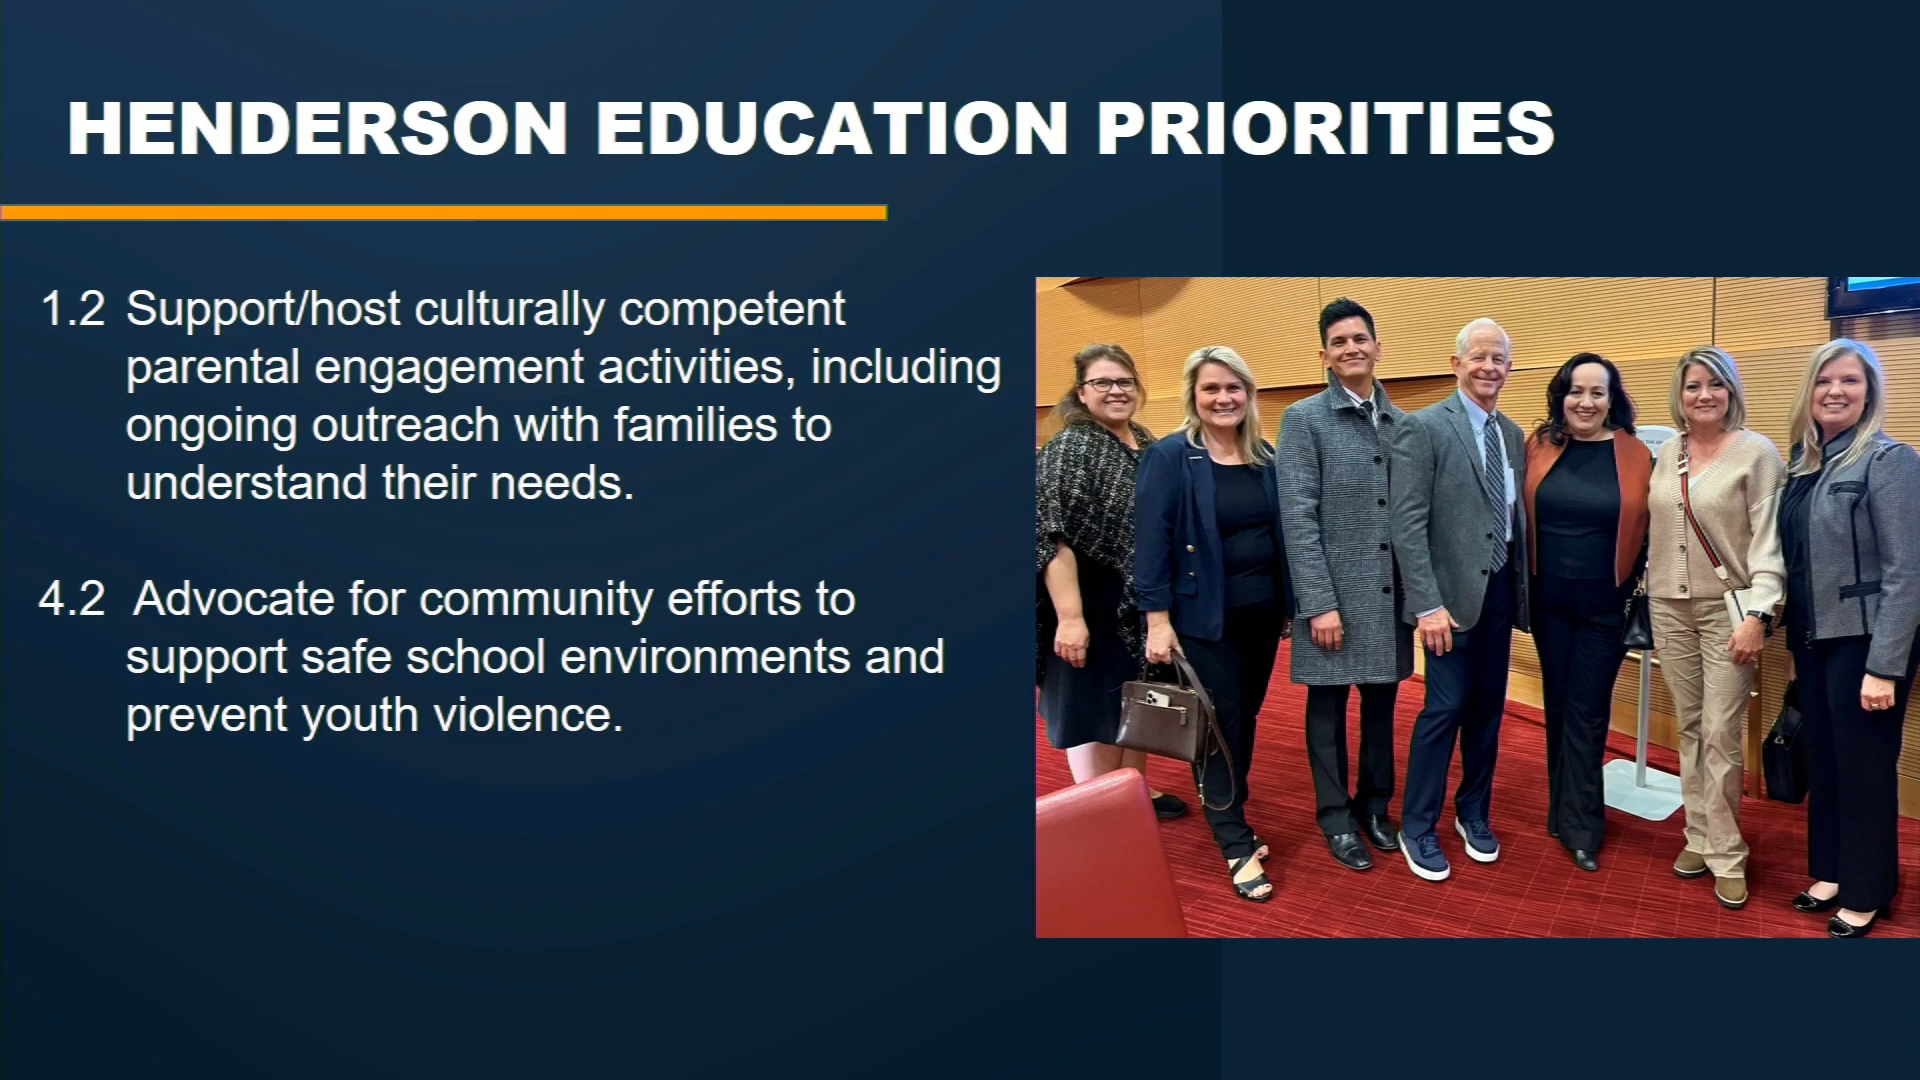 HENDERSON EDUCATION PRIORITIES
1.2 Support/host culturally competent
parental engagement activities, including
ongoing outreach with families to
understand their needs.
4.2 Advocate for community efforts to
support safe school environments and
prevent youth violence.